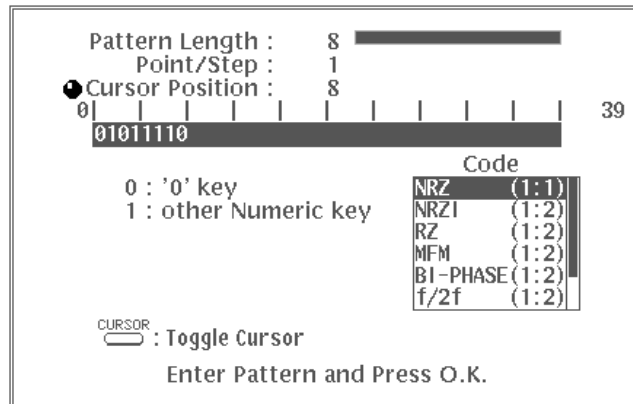 Pattern Length : 8
Point/Step : 1
Cursor Position : 8
0 39
01011110
Code
0 : '0' key
1 : other Numeric key
NRZ (1:1)
NRZI (1:2)
RZ (1:2)
MFM (1:2)
BI-PHASE(1:2)
f/2f (1:2)
CURSOR
: Toggle Cursor
Enter Pattern and Press O.K.